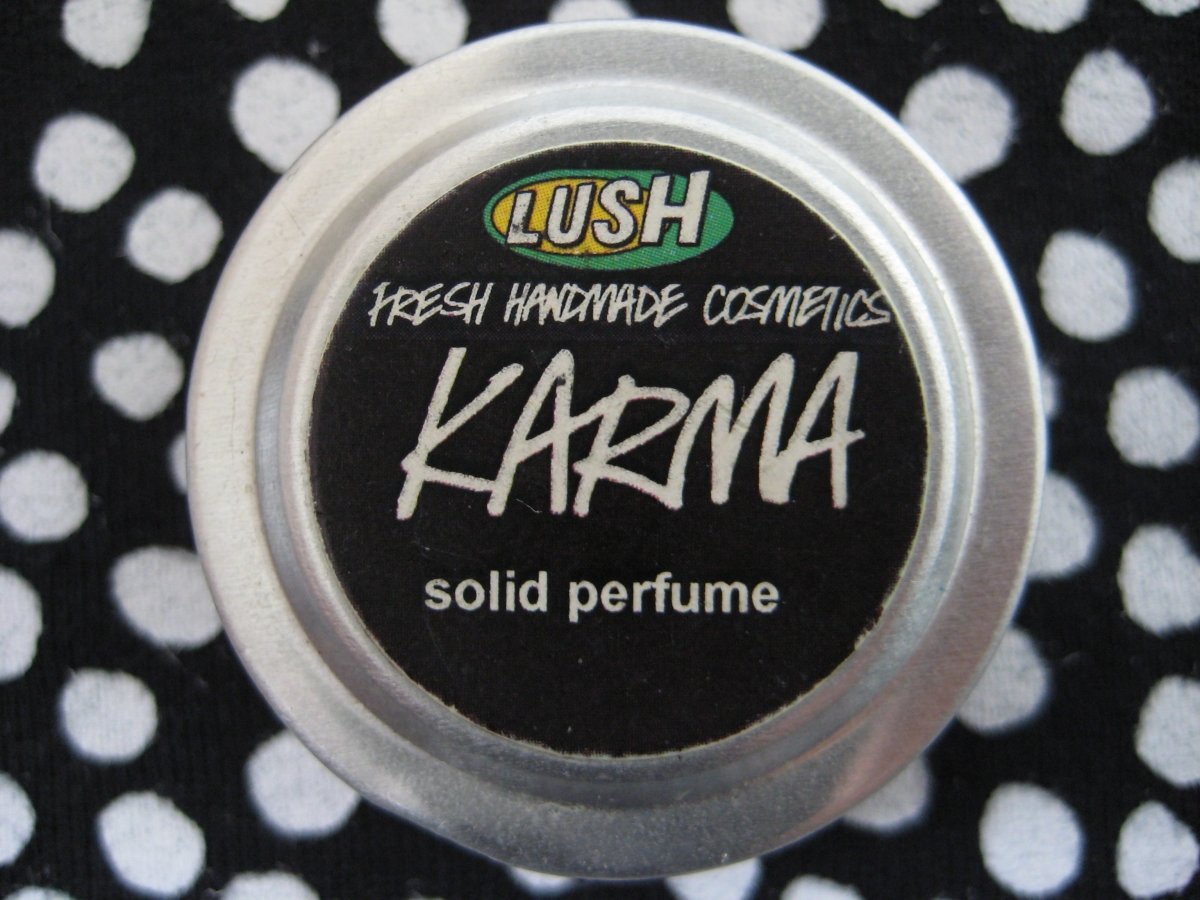 LUSH
FRESH HANDMADE COSMETICS
KARMA
solid perfume